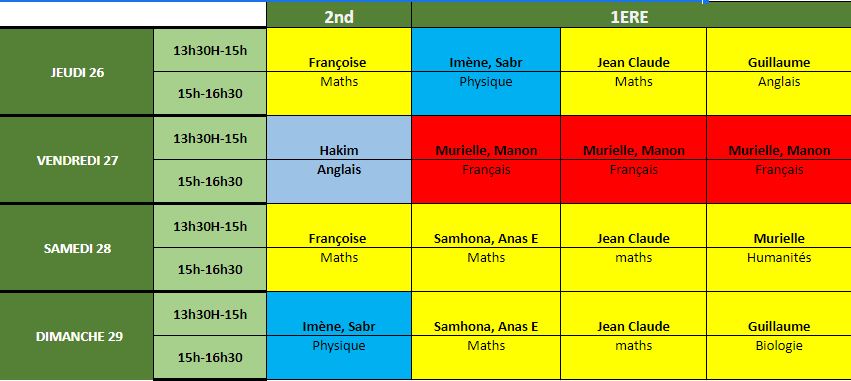 2nd 1ERE
JEUDI 26
13h30H-15h
Françoise Imène, Sabr Jean Claude Guillaume
Maths Physique Maths Anglais
15h-16h30
VENDREDI 27
13h30H-15h
Hakim Murielle, Manon Murielle, Manon Murielle, Manon
Anglais Français Français Français
15h-16h30
SAMEDI 28
13h30H-15h
Françoise Samhona, Anas E Jean Claude Murielle
Maths Maths maths Humanités
15h-16h30
DIMANCHE 29
13h30H-15h
Imène, Sabr Samhona, Anas E Jean Claude Guillaume
Physique Maths maths Biologie
15h-16h30